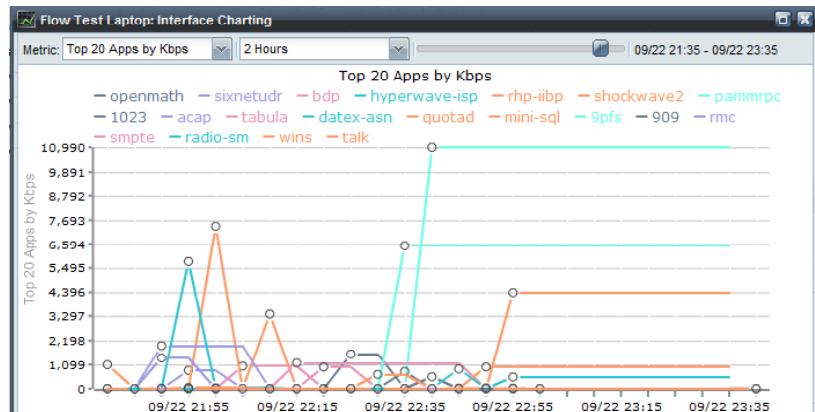 Flow Test Laptop: Interface Charting
Metric: Top 20 Apps by Kbps 2 Hours 09/22 21:35 - 09/22 23:35
Top 20 Apps by Kbps
openmath sixnetudr bdp hyperwave-isp rhp-iibp shockwave2 pammrpc
1023 acap tabula datex-asn quotad mini-sql 9pfs 909 rmc
smpte radio-sm wins talk
Top 20 Apps by Kbps
10,990
9,891
8,792
7,693
6,594
5,495
4,396
3,297
2,198
1,099
0
09/22 21:55 09/22 22:15 09/22 22:35 09/22 22:55 09/22 23:15 09/22 23:35